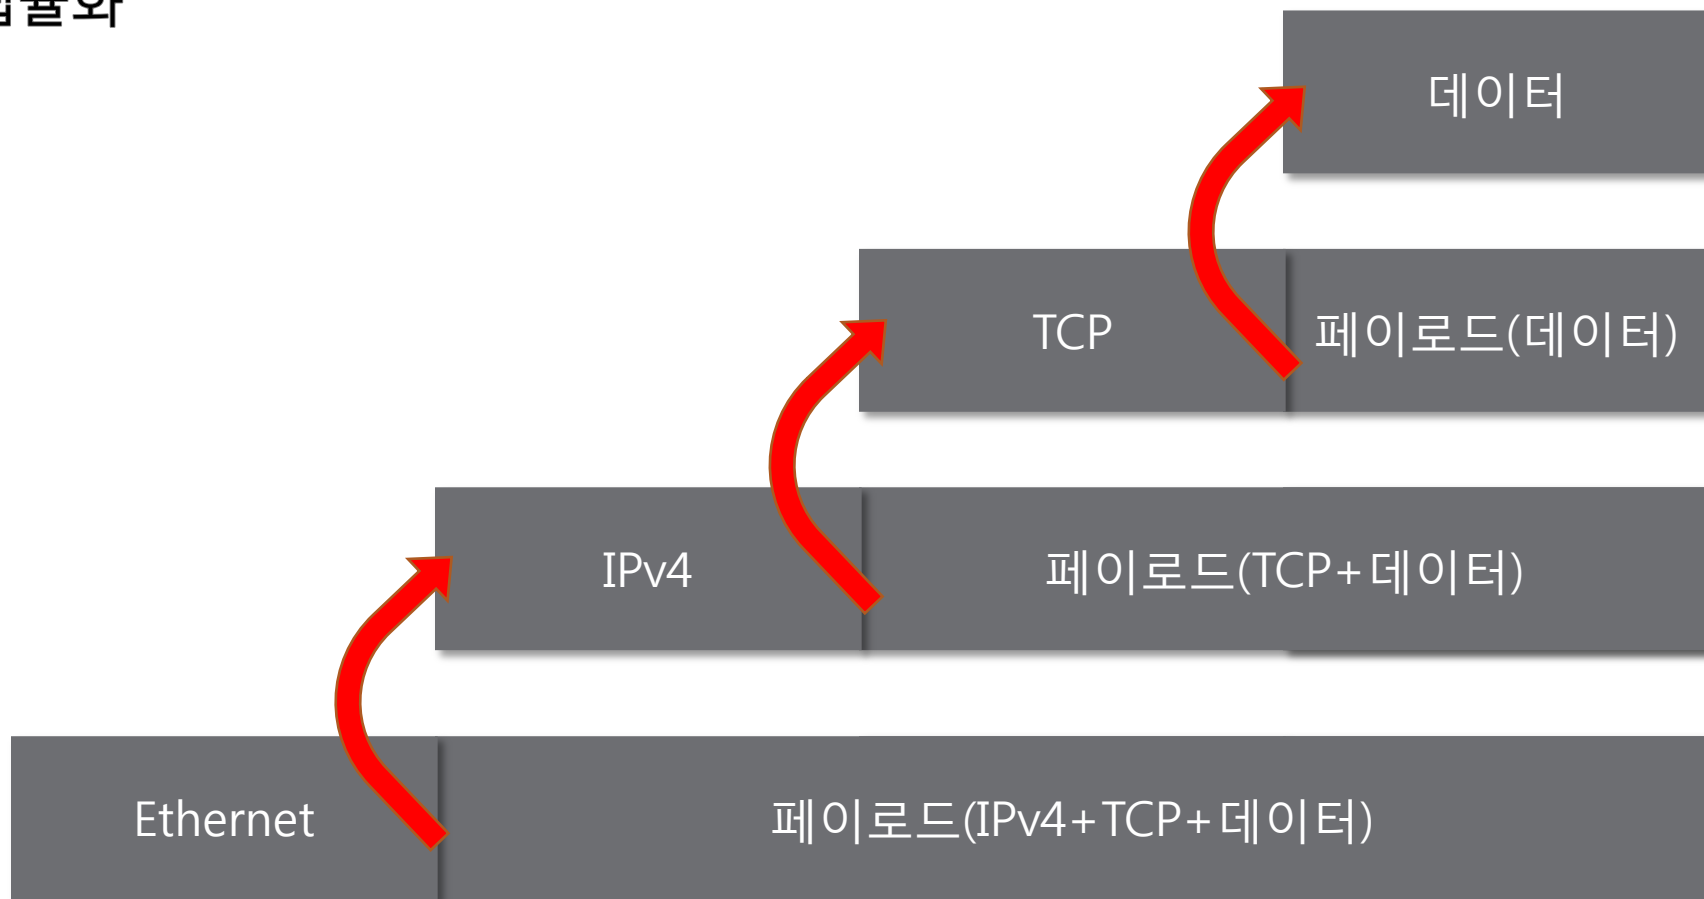 데이터
TCP
페이로드(데이터)
IPv4
페이로드(TCP+데이터)
Ethernet
페이로드(IPv4+TCP+데이터)